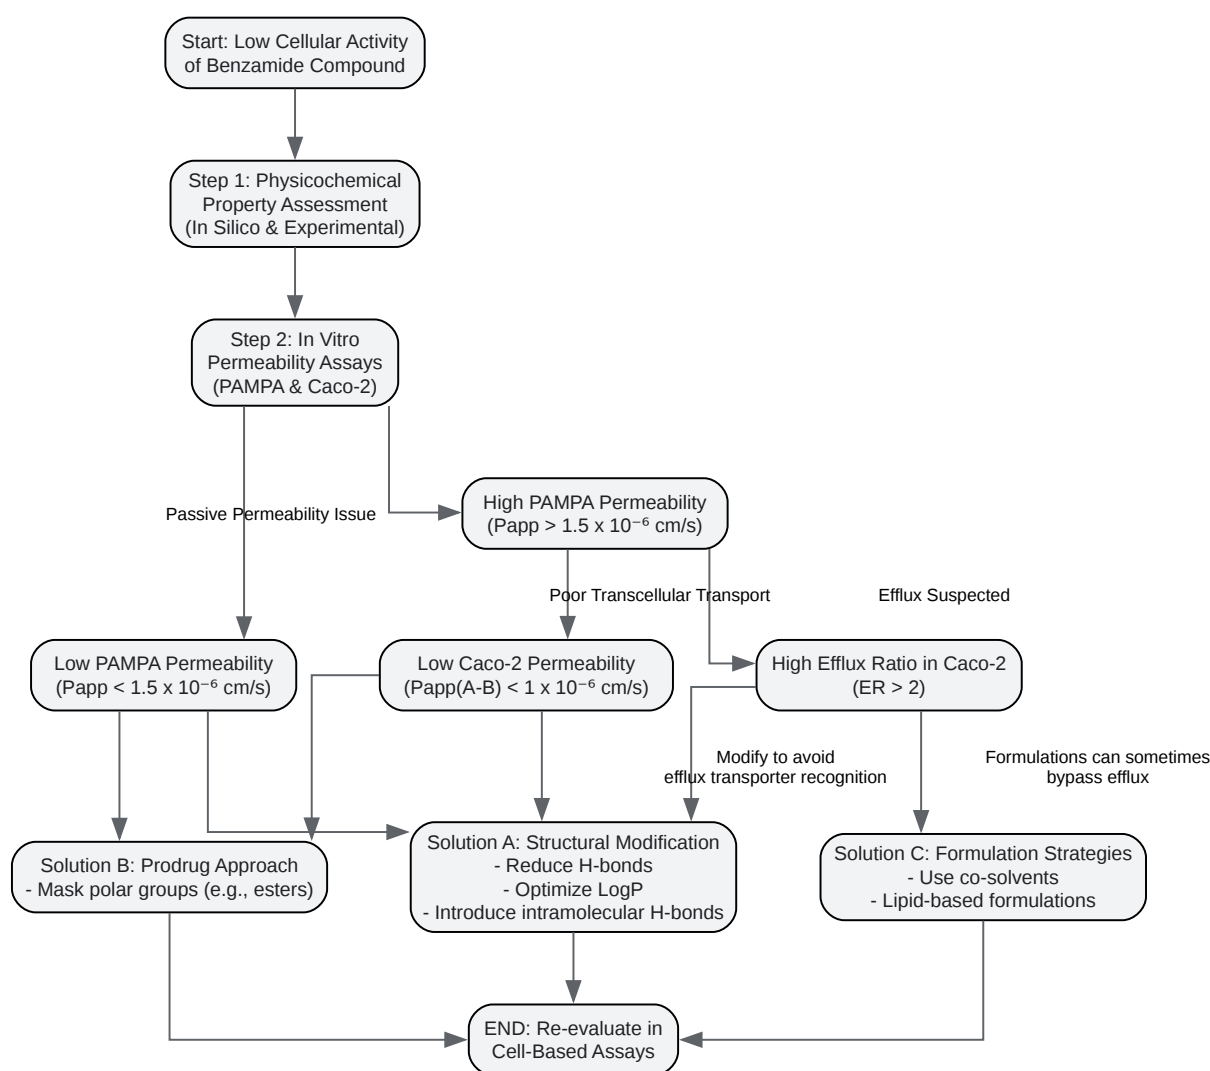 Start: Low Cellular Activity
of Benzamide Compound
Step 1: Physicochemical
Property Assessment
(In Silico & Experimental)
Step 2: In Vitro
Permeability Assays
(PAMPA & Caco-2)
High PAMPA Permeability
(Papp > 1.5 x 10⁻⁶ cm/s)
Passive Permeability Issue
Poor Transcellular Transport
Efflux Suspected
Low PAMPA Permeability
(Papp < 1.5 x 10⁻⁶ cm/s)
Low Caco-2 Permeability
(Papp(A-B) < 1 x 10⁻⁶ cm/s)
High Efflux Ratio in Caco-2
(ER > 2)
Modify to avoid
efflux transporter recognition
Formulations can sometimes
bypass efflux
Solution B: Prodrug Approach
- Mask polar groups (e.g., esters)
Solution A: Structural Modification
- Reduce H-bonds
- Optimize LogP
- Introduce intramolecular H-bonds
Solution C: Formulation Strategies
- Use co-solvents
- Lipid-based formulations
END: Re-evaluate in
Cell-Based Assays